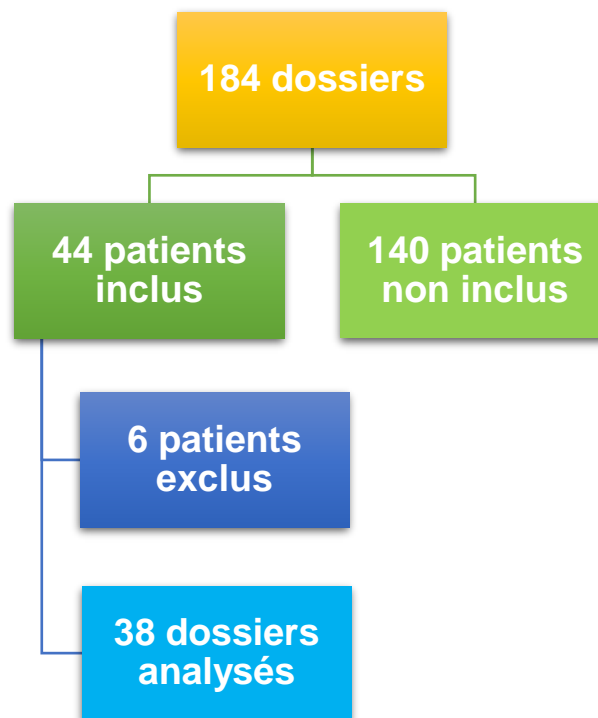 184 dossiers
44 patients
inclus
140 patients
non inclus
6 patients
exclus
38 dossiers
analysés